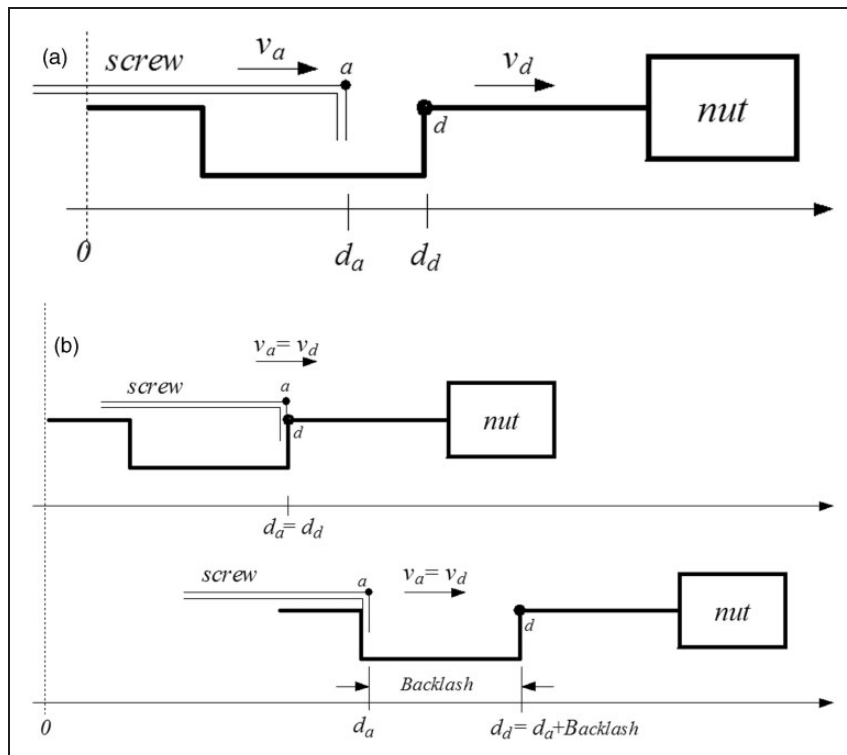 (a)
screw
v_a
a
v_d
d
nut
0
d_a
d_d
(b)
v_a = v_d
screw
a
d
nut
d_a = d_d
screw
a
v_a = v_d
d
nut
Backlash
0
d_a
d_d = d_a+Backlash